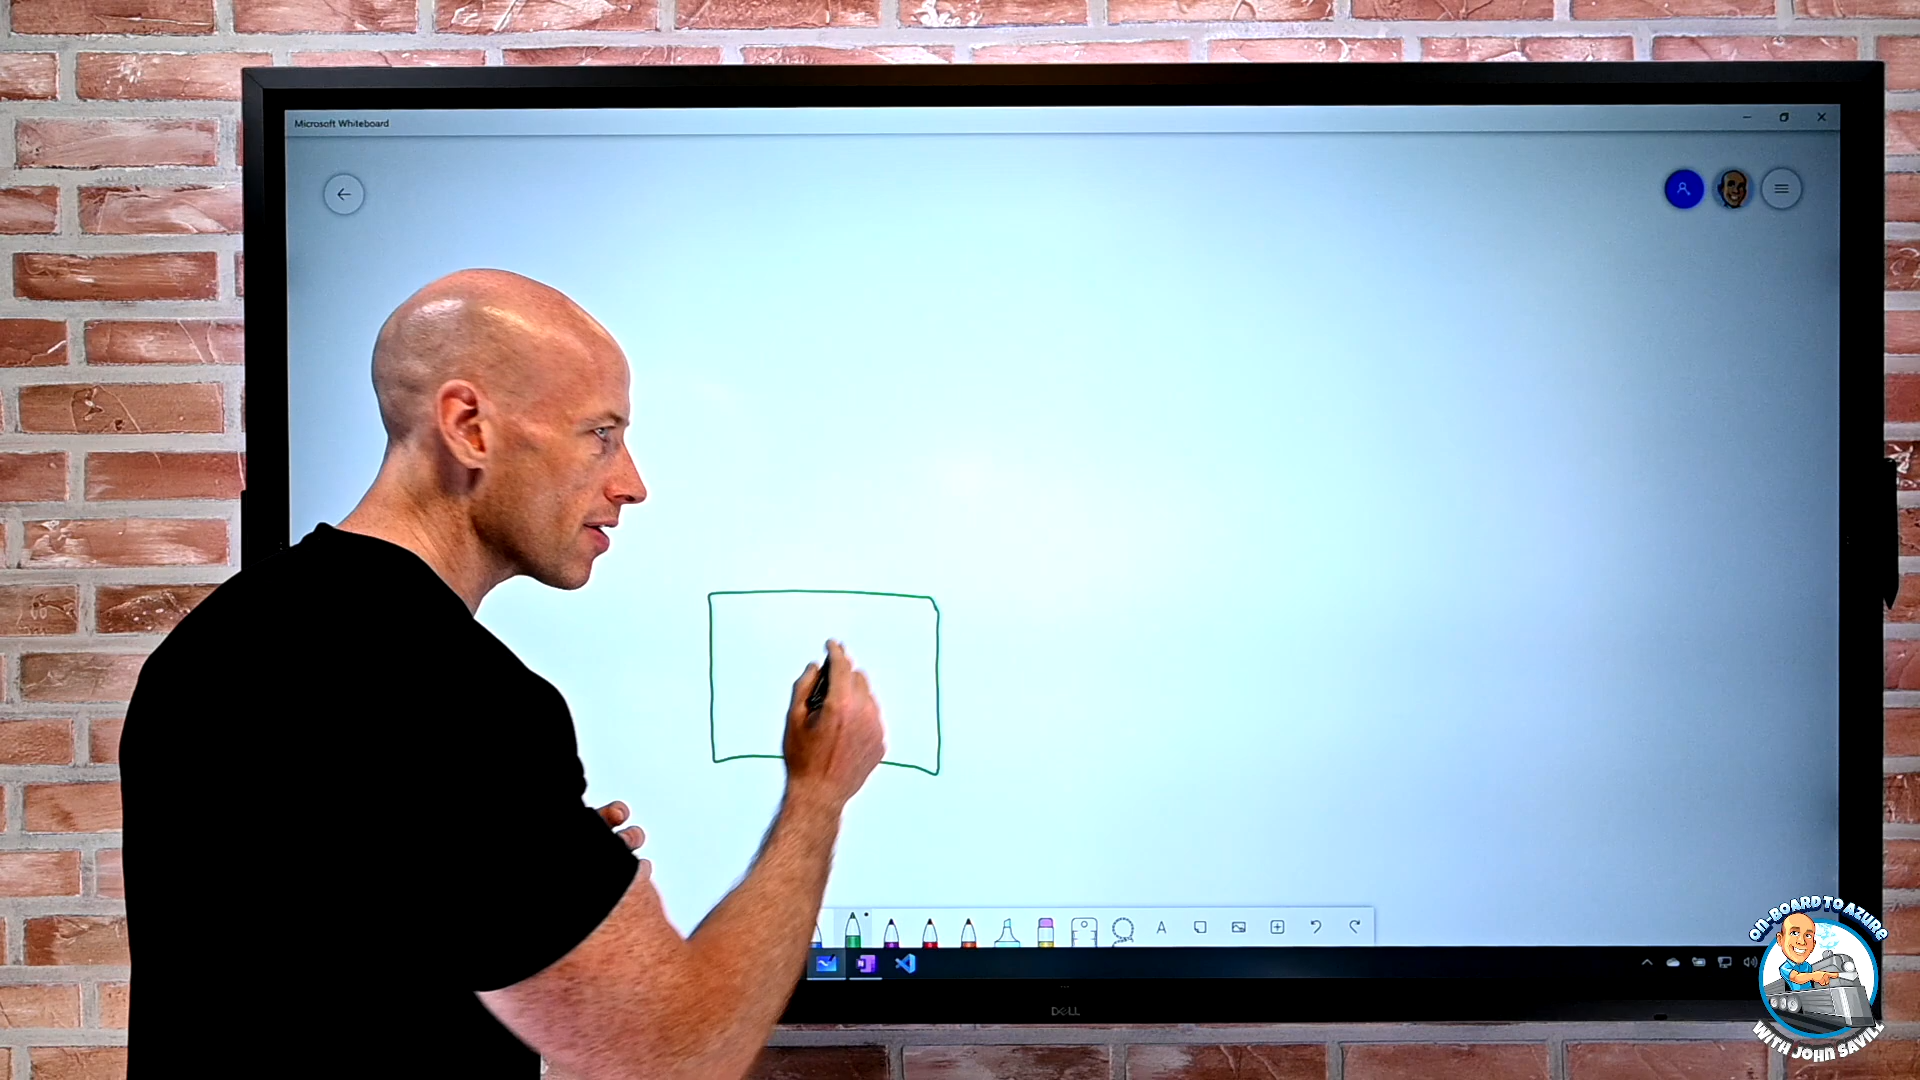 Microsoft Whiteboard
A
DELL
ON-BOARD TO AZURE
WITH JOHN SAVILL